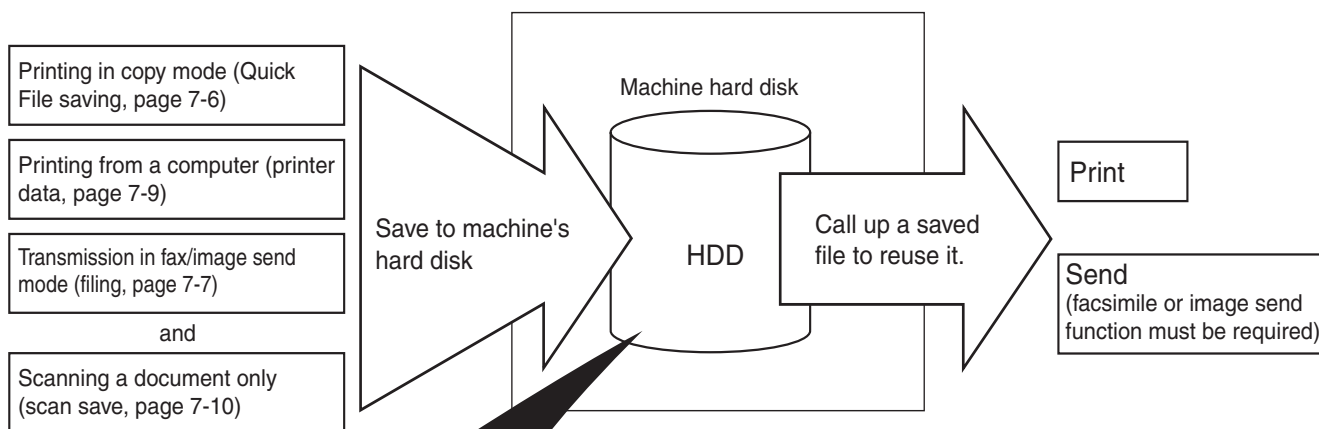 Printing in copy mode (Quick
File saving, page 7-6)
Printing from a computer (printer
data, page 7-9)
Transmission in fax/image send
mode (filing, page 7-7)
and
Scanning a document only
(scan save, page 7-10)
Save to machine's
hard disk
Machine hard disk
HDD
Call up a saved
file to reuse it.
Print
Send
(facsimile or image send
function must be required)